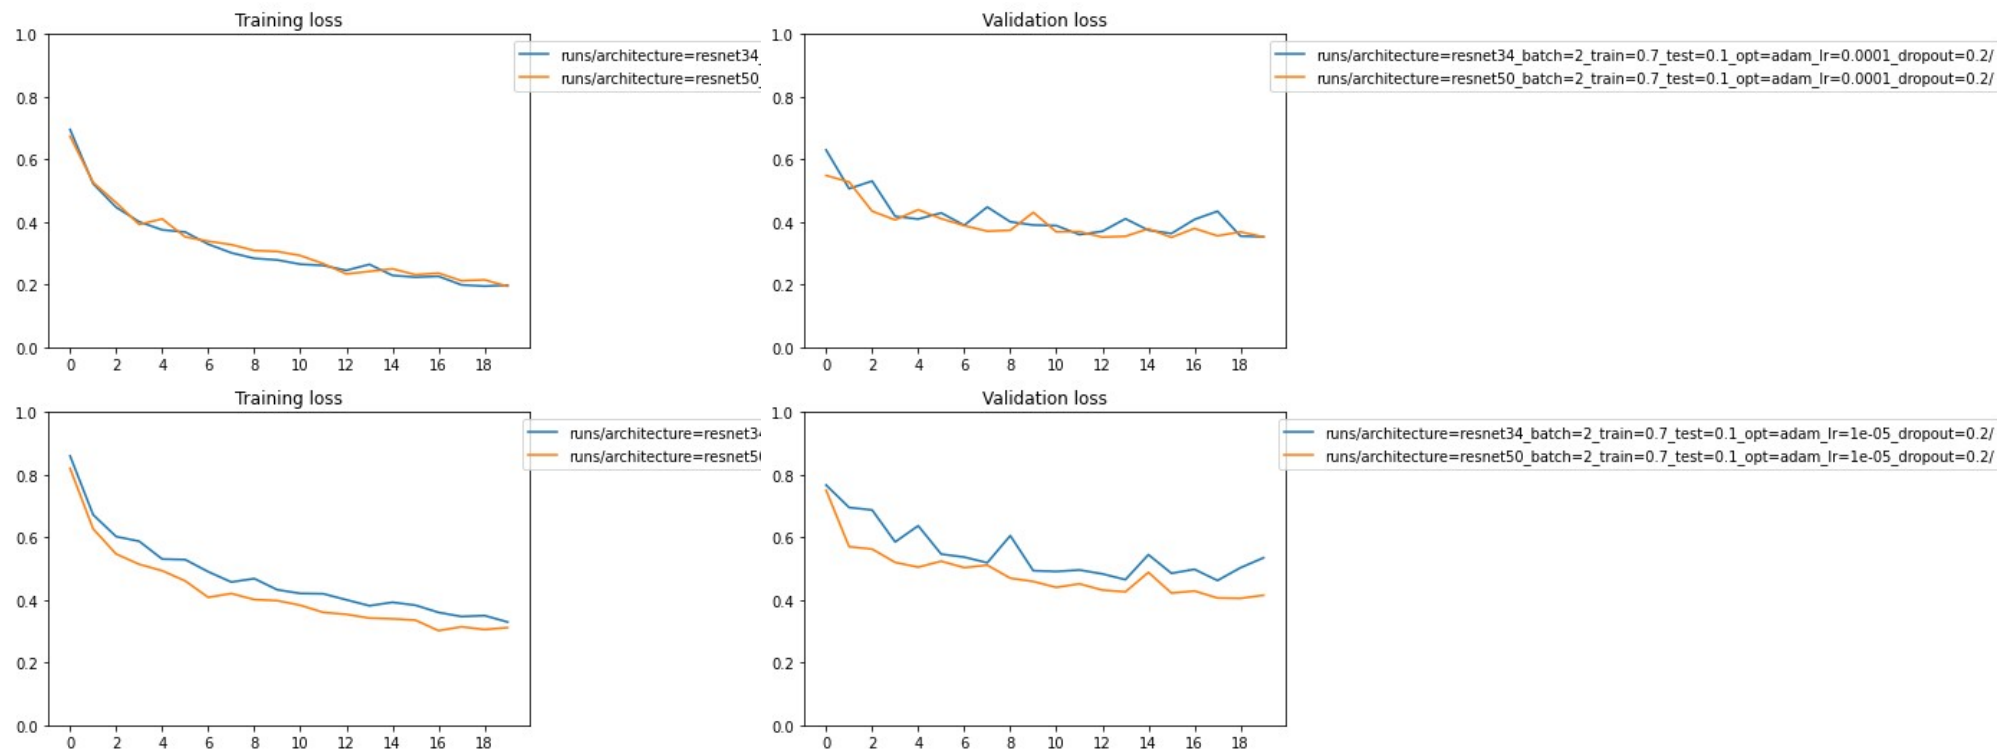 Training loss
1.0
0.8
0.6
0.4
0.2
0.0
0 2 4 6 8 10 12 14 16 18
runs/architecture=resnet34_
runs/architecture=resnet50_
Validation loss
1.0
0.8
0.6
0.4
0.2
0.0
0 2 4 6 8 10 12 14 16 18
runs/architecture=resnet34_batch=2_train=0.7_test=0.1_opt=adam_lr=0.0001_dropout=0.2/
runs/architecture=resnet50_batch=2_train=0.7_test=0.1_opt=adam_lr=0.0001_dropout=0.2/
Training loss
1.0
0.8
0.6
0.4
0.2
0.0
0 2 4 6 8 10 12 14 16 18
runs/architecture=resnet34
runs/architecture=resnet50
Validation loss
1.0
0.8
0.6
0.4
0.2
0.0
0 2 4 6 8 10 12 14 16 18
runs/architecture=resnet34_batch=2_train=0.7_test=0.1_opt=adam_lr=1e-05_dropout=0.2/
runs/architecture=resnet50_batch=2_train=0.7_test=0.1_opt=adam_lr=1e-05_dropout=0.2/